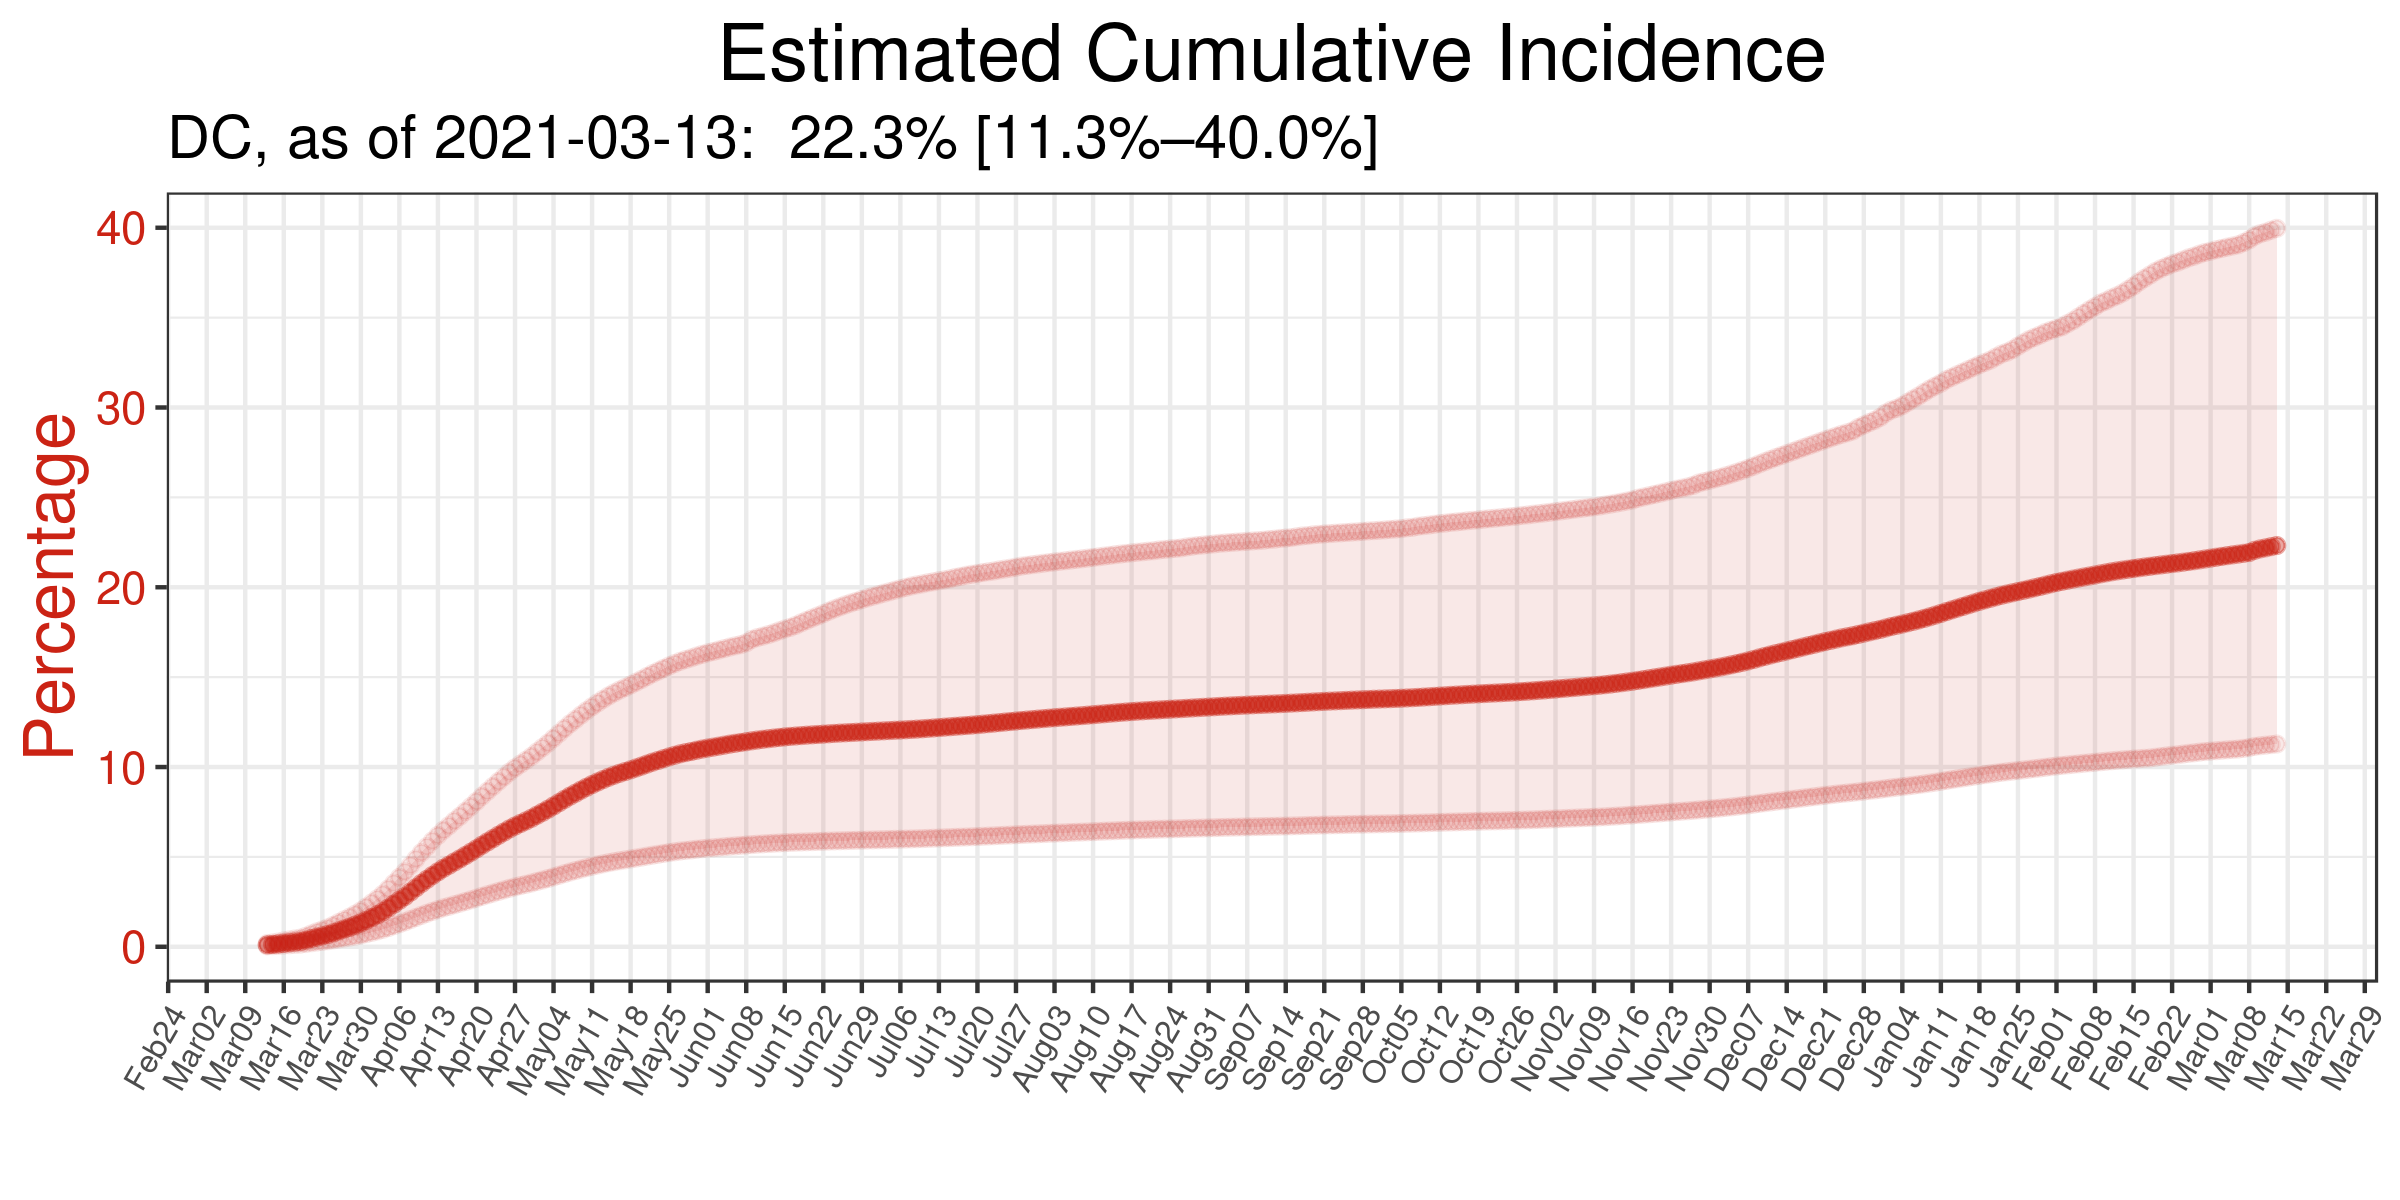 Estimated Cumulative Incidence
DC, as of 2021-03-13:  22.3% [11.3%–40.0%]
Percentage
40
30
20
10
0
Feb24
Mar02
Mar09
Mar16
Mar23
Mar30
Apr06
Apr13
Apr20
Apr27
May04
May11
May18
May25
Jun01
Jun08
Jun15
Jun22
Jun29
Jul06
Jul13
Jul20
Jul27
Aug03
Aug10
Aug17
Aug24
Aug31
Sep07
Sep14
Sep21
Sep28
Oct05
Oct12
Oct19
Oct26
Nov02
Nov09
Nov16
Nov23
Nov30
Dec07
Dec14
Dec21
Dec28
Jan04
Jan11
Jan18
Jan25
Feb01
Feb08
Feb15
Feb22
Mar01
Mar08
Mar15
Mar22
Mar29